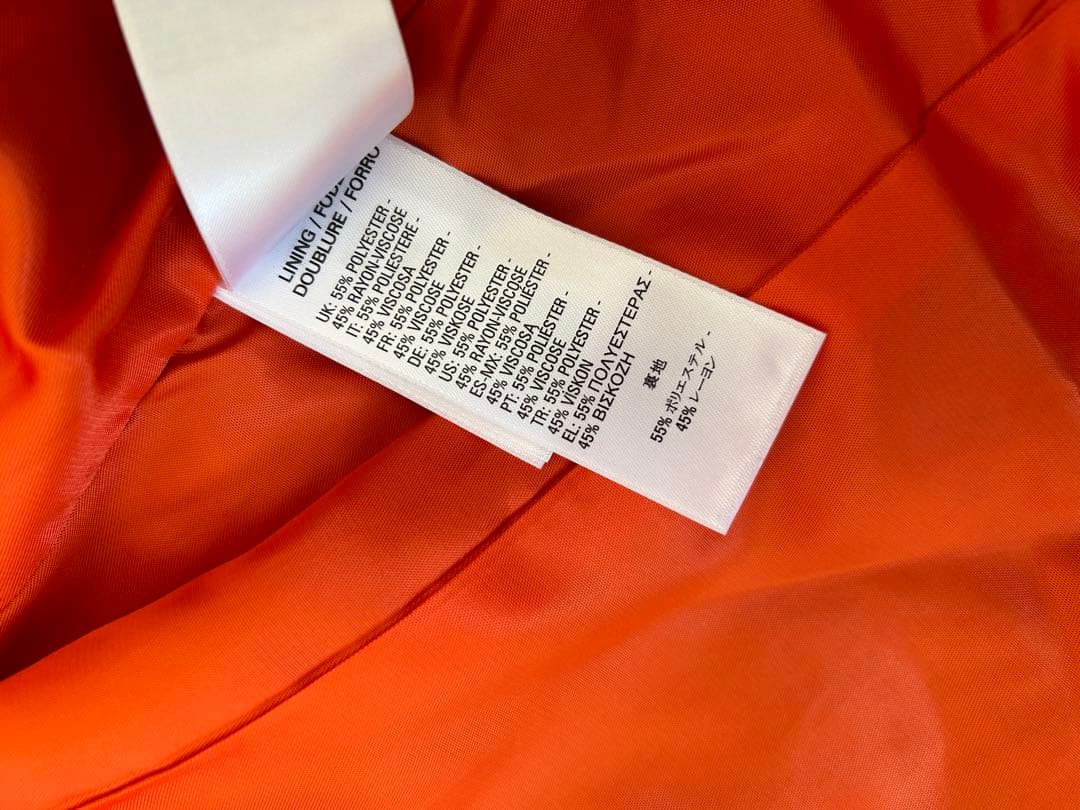 LINING /
DOUBLURE / FORRO
UK: 55% POLYESTER -
45% RAYON-VISCOSE
IT: 55% POLIESTERE -
45% VISCOSA
FR: 55% POLYESTER -
45% VISCOSE
DE: 55% POLYESTER -
45% VISKOSE
US: 55% POLYESTER -
45% RAYON-VISCOSE
ES-MX: 55% POLIÉSTER -
45% VISCOSA
PT: 55% POLIÉSTER -
45% VISCOSE
TR: 55% POLYESTER -
45% VİSKON
EL: 55% ΠΟΛΥΕΣΤΕΡΑΣ -
45% ΒΙΣΚΟΖΗ
裏地
55% ポリエステル -
45% レーヨン